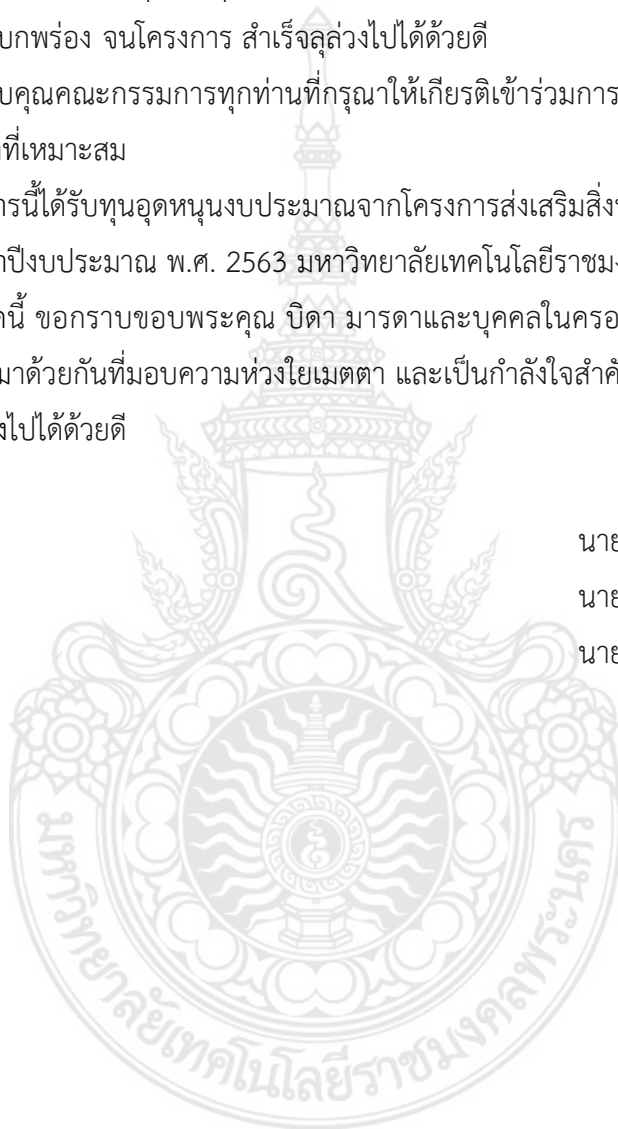 บกพร่อง จนโครงการ สำเร็จลุล่วงไปได้ด้วยดี
บคุณคณะกรรมการทุกท่านที่กรุณาให้เกียรติเข้าร่วมการ
ที่เหมาะสม
ารนี้ได้รับทุนอุดหนุนงบประมาณจากโครงการส่งเสริมสิ่ง
าปีงบประมาณ พ.ศ. 2563 มหาวิทยาลัยเทคโนโลยีราชม
ดนี้ ขอกราบขอบพระคุณ บิดา มารดาและบุคคลในครอ
มาด้วยกันที่มอบความห่วงใยเมตตา และเป็นกำลังใจสำคั
งไปได้ด้วยดี
นาย
นาย
นาย
มหาวิทยาลัยเทคโนโลยีราชมงคลพระนคร